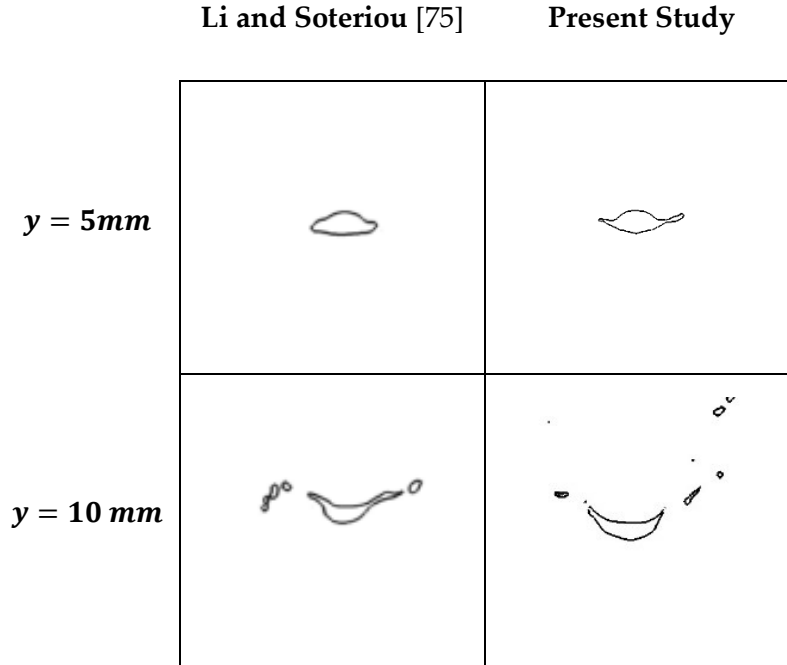 Li and Soteriou [75] Present Study
y = 5mm
y = 10 mm